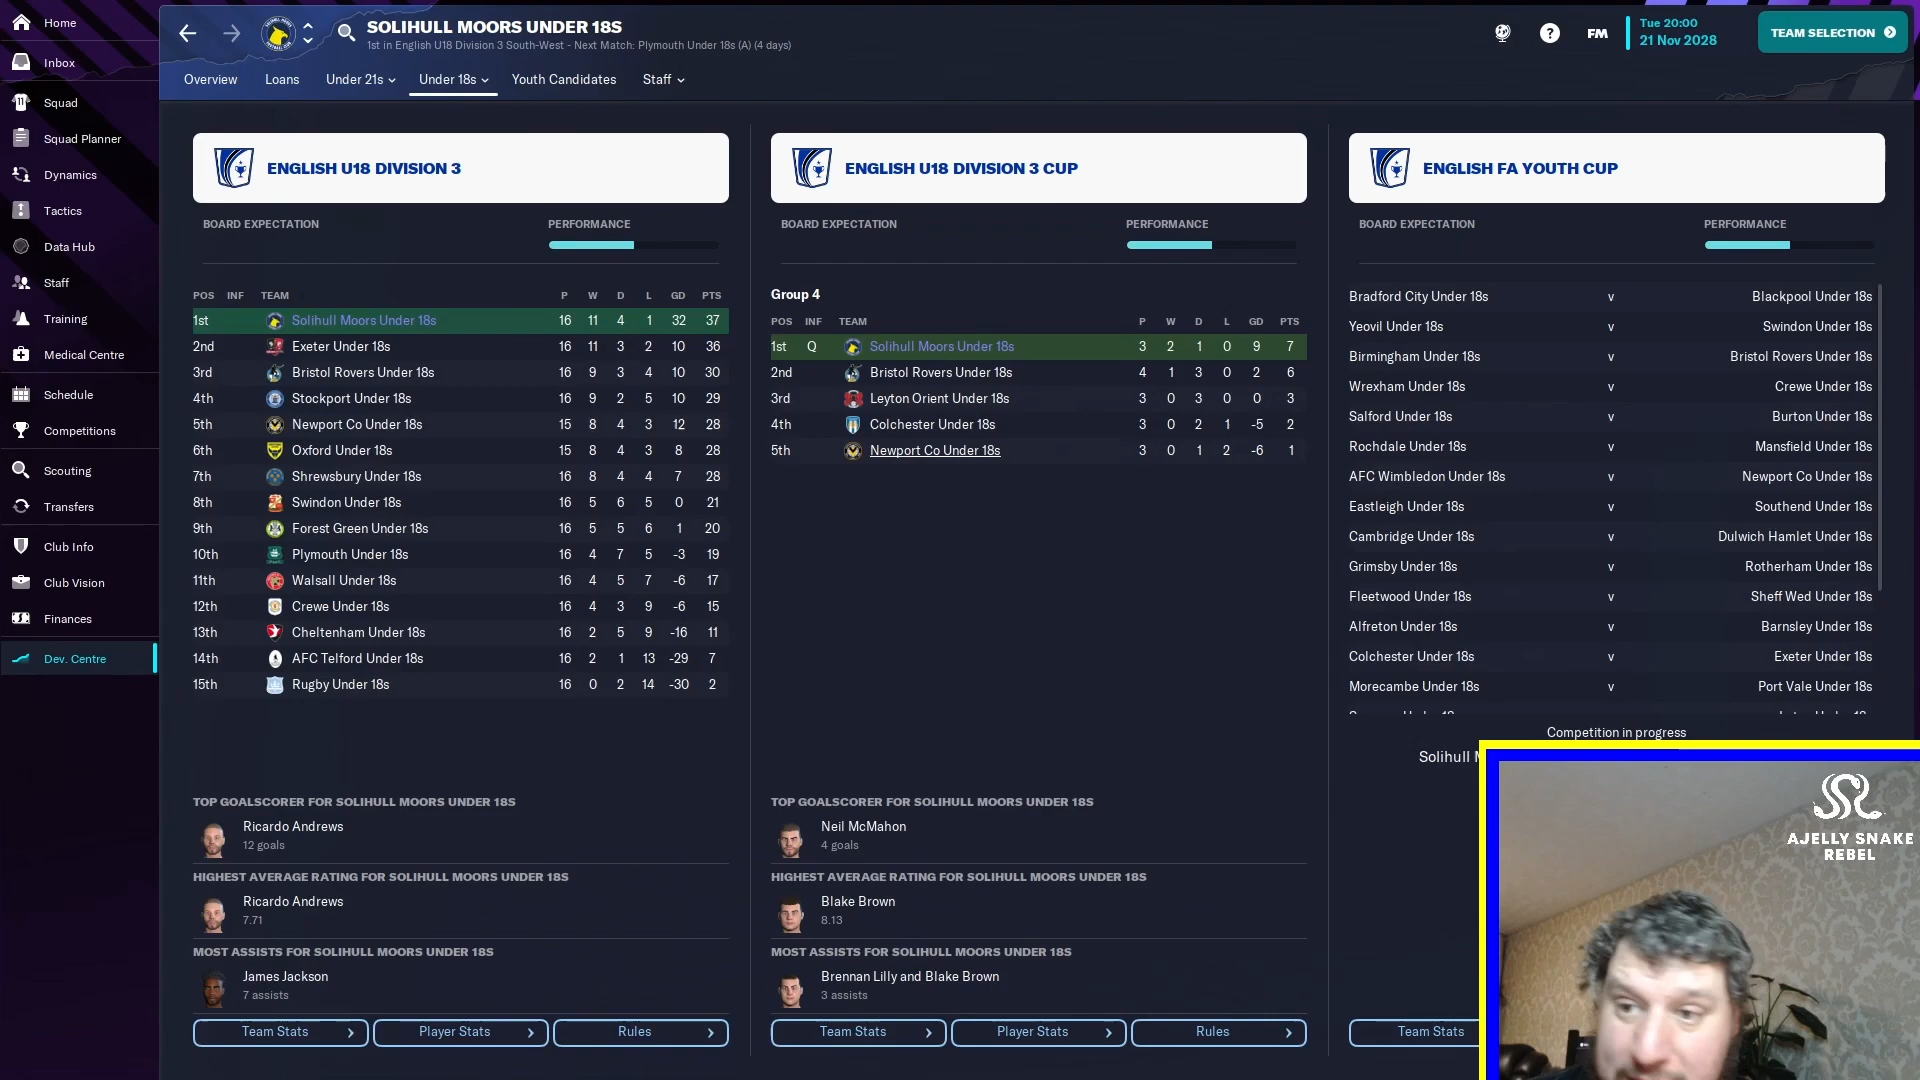 Home
Inbox
Squad
Squad Planner
Dynamics
Tactics
Data Hub
Staff
Training
Medical Centre
Schedule
Competitions
Scouting
Transfers
Club Info
Club Vision
Finances
Dev. Centre
SOLIHULL MOORS UNDER 18S
1st in English U18 Division 3 South-West - Next Match: Plymouth Under 18s (A) (4 days)
FM
Tue 20:00
21 Nov 2028
TEAM SELECTION
Overview Loans Under 21s Under 18s Youth Candidates Staff
ENGLISH U18 DIVISION 3
BOARD EXPECTATION PERFORMANCE
POS INF TEAM P W D L GD PTS
1st Solihull Moors Under 18s 16 11 4 1 32 37
2nd Exeter Under 18s 16 11 3 2 10 36
3rd Bristol Rovers Under 18s 16 9 3 4 10 30
4th Stockport Under 18s 16 9 2 5 10 29
5th Newport Co Under 18s 15 8 4 3 12 28
6th Oxford Under 18s 15 8 4 3 8 28
7th Shrewsbury Under 18s 16 8 4 4 7 28
8th Swindon Under 18s 16 5 6 5 0 21
9th Forest Green Under 18s 16 5 5 6 1 20
10th Plymouth Under 18s 16 4 7 5 -3 19
11th Walsall Under 18s 16 4 5 7 -6 17
12th Crewe Under 18s 16 4 3 9 -6 15
13th Cheltenham Under 18s 16 2 5 9 -16 11
14th AFC Telford Under 18s 16 2 1 13 -29 7
15th Rugby Under 18s 16 0 2 14 -30 2
TOP GOALSCORER FOR SOLIHULL MOORS UNDER 18S
Ricardo Andrews
12 goals
HIGHEST AVERAGE RATING FOR SOLIHULL MOORS UNDER 18S
Ricardo Andrews
7.71
MOST ASSISTS FOR SOLIHULL MOORS UNDER 18S
James Jackson
7 assists
Team Stats Player Stats Rules
ENGLISH U18 DIVISION 3 CUP
BOARD EXPECTATION PERFORMANCE
Group 4
POS INF TEAM P W D L GD PTS
1st Q Solihull Moors Under 18s 3 2 1 0 9 7
2nd Bristol Rovers Under 18s 4 1 3 0 2 6
3rd Leyton Orient Under 18s 3 0 3 0 0 3
4th Colchester Under 18s 3 0 2 1 -5 2
5th Newport Co Under 18s 3 0 1 2 -6 1
TOP GOALSCORER FOR SOLIHULL MOORS UNDER 18S
Neil McMahon
4 goals
HIGHEST AVERAGE RATING FOR SOLIHULL MOORS UNDER 18S
Blake Brown
8.13
MOST ASSISTS FOR SOLIHULL MOORS UNDER 18S
Brennan Lilly and Blake Brown
3 assists
Team Stats Player Stats Rules
ENGLISH FA YOUTH CUP
BOARD EXPECTATION PERFORMANCE
Bradford City Under 18s v Blackpool Under 18s
Yeovil Under 18s v Swindon Under 18s
Birmingham Under 18s v Bristol Rovers Under 18s
Wrexham Under 18s v Crewe Under 18s
Salford Under 18s v Burton Under 18s
Rochdale Under 18s v Mansfield Under 18s
AFC Wimbledon Under 18s v Newport Co Under 18s
Eastleigh Under 18s v Southend Under 18s
Cambridge Under 18s v Dulwich Hamlet Under 18s
Grimsby Under 18s v Rotherham Under 18s
Fleetwood Under 18s v Sheff Wed Under 18s
Alfreton Under 18s v Barnsley Under 18s
Colchester Under 18s v Exeter Under 18s
Morecambe Under 18s v Port Vale Under 18s
Competition in progress
Solihull
Team Stats
AJELLY SNAKE
REBEL